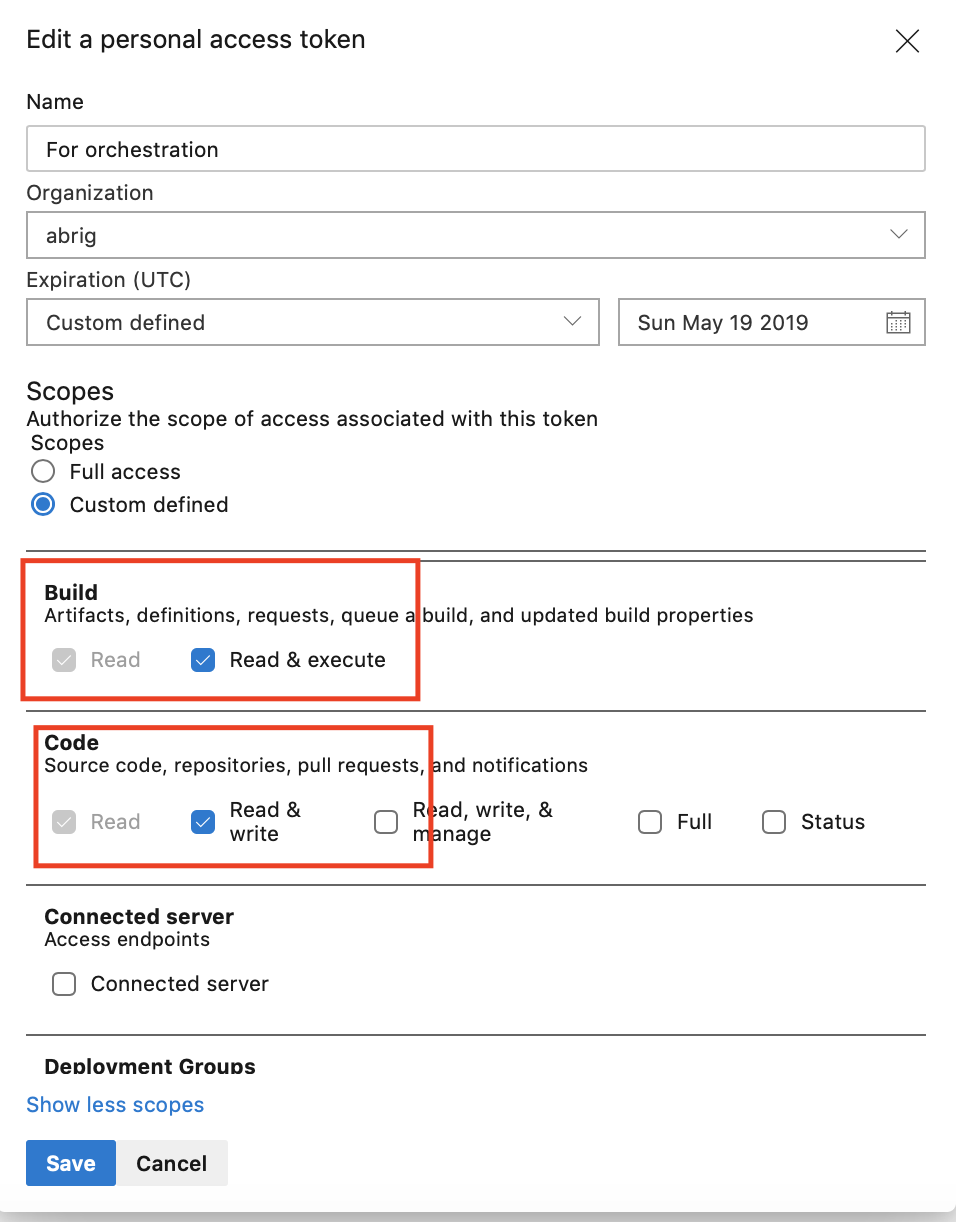 Edit a personal access token
Name
For orchestration
Organization
abrig
Expiration (UTC)
Custom defined
Sun May 19 2019
Scopes
Authorize the scope of access associated with this token
Scopes
Full access
Custom defined
Build
Artifacts, definitions, requests, queue a build, and updated build properties
Read
Read & execute
Code
Source code, repositories, pull requests, and notifications
Read
Read &
write
Read, write, &
manage
Full
Status
Connected server
Access endpoints
Connected server
Deployment Groups
Show less scopes
Save
Cancel